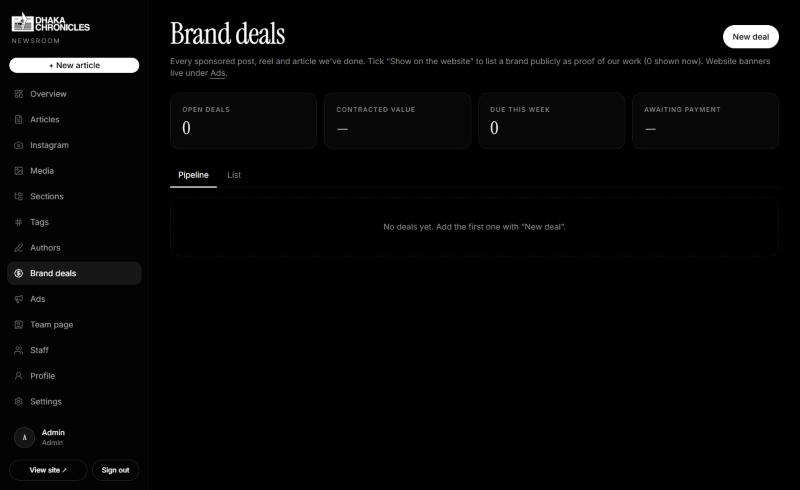 DHAKA
CHRONICLES
NEWSROOM
+ New article
Overview
Articles
Instagram
Media
Sections
Tags
Authors
Brand deals
Ads
Team page
Staff
Profile
Settings
A
Admin
Admin
View site ↗
Sign out
Brand deals
New deal
Every sponsored post, reel and article we've done. Tick “Show on the website” to list a brand publicly as proof of our work (0 shown now). Website banners
live under Ads.
OPEN DEALS
0
CONTRACTED VALUE
—
DUE THIS WEEK
0
AWAITING PAYMENT
—
Pipeline
List
No deals yet. Add the first one with “New deal”.